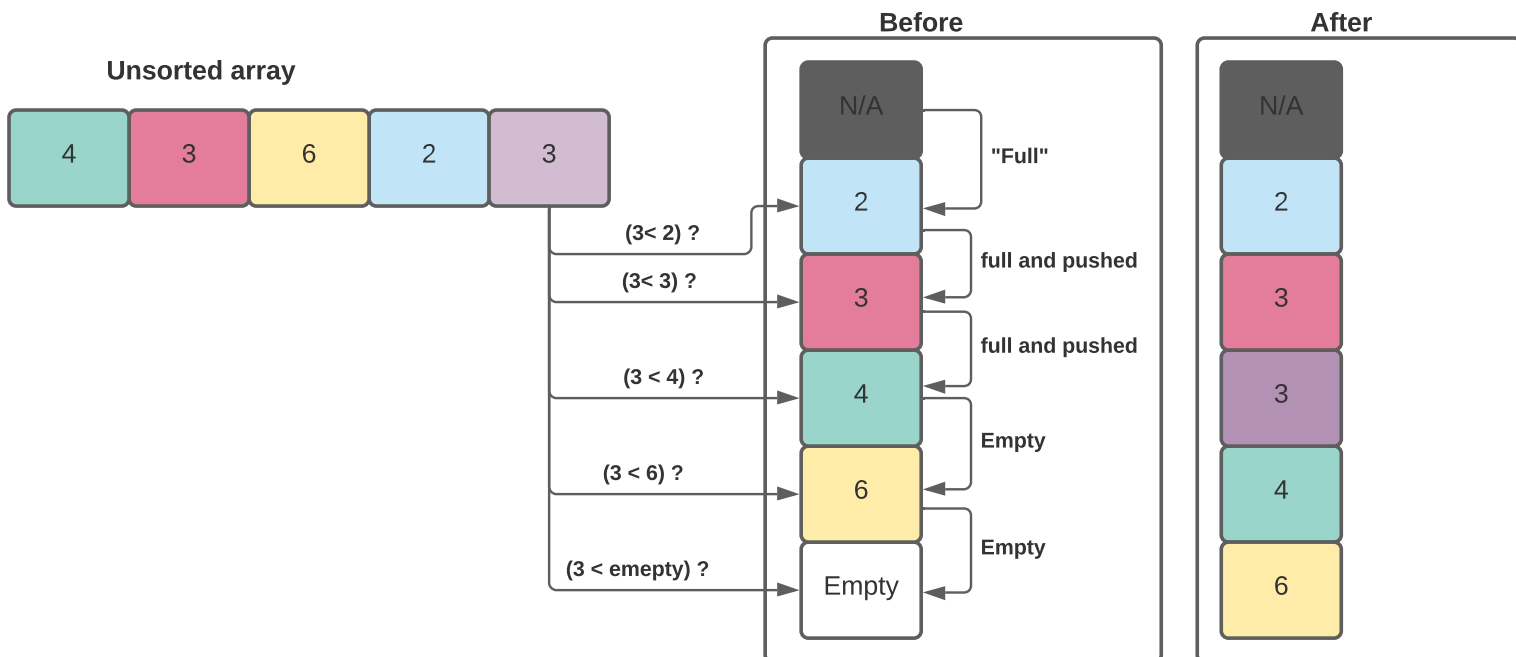 Before
After
Unsorted array
4 3 6 2 3
N/A
"Full"
2
(3< 2) ?
full and pushed
(3< 3) ?
3
full and pushed
(3 < 4) ?
4
Empty
(3 < 6) ?
6
Empty
(3 < emepty) ?
Empty
N/A
2
3
3
4
6